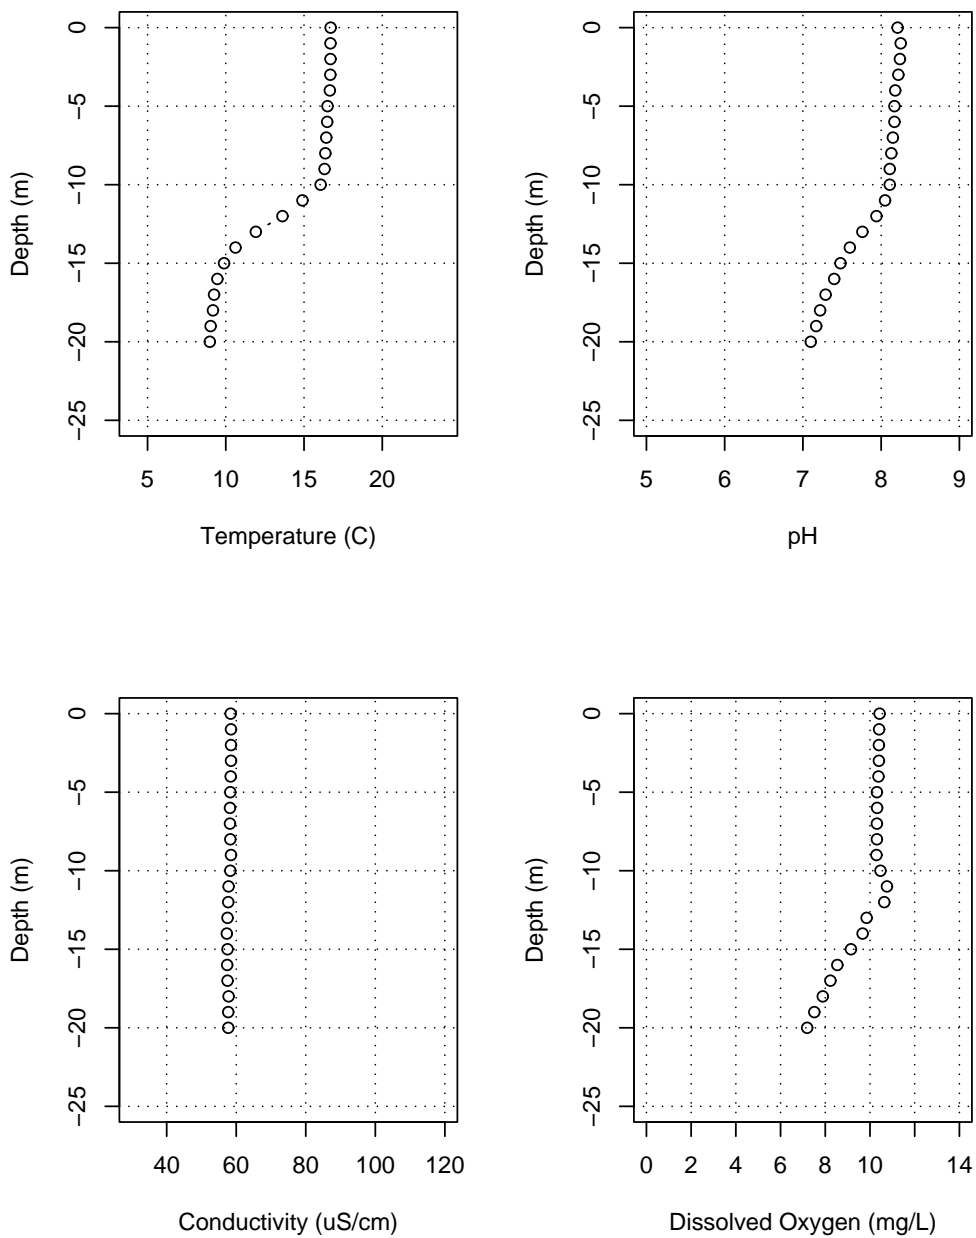 0
−5
−10
−15
−20
−25
Depth (m)
5 10 15 20
Temperature (C)
0
−5
−10
−15
−20
−25
Depth (m)
5 6 7 8 9
pH
0
−5
−10
−15
−20
−25
Depth (m)
40 60 80 100 120
Conductivity (uS/cm)
0
−5
−10
−15
−20
−25
Depth (m)
0 2 4 6 8 10 14
Dissolved Oxygen (mg/L)